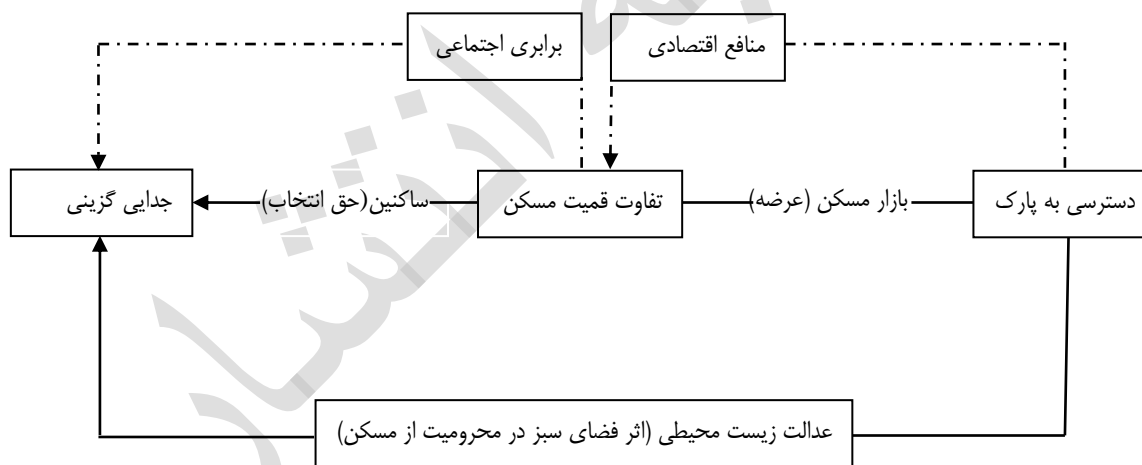 برابری اجتماعی
منافع اقتصادی
دسترسی به پارک
بازار مسکن (عرضه)
تفاوت قمیت مسکن
ساکنین(حق انتخاب)
جدایی گزینی
عدالت زیست محیطی (اثر فضای سبز در محرومیت از مسکن)